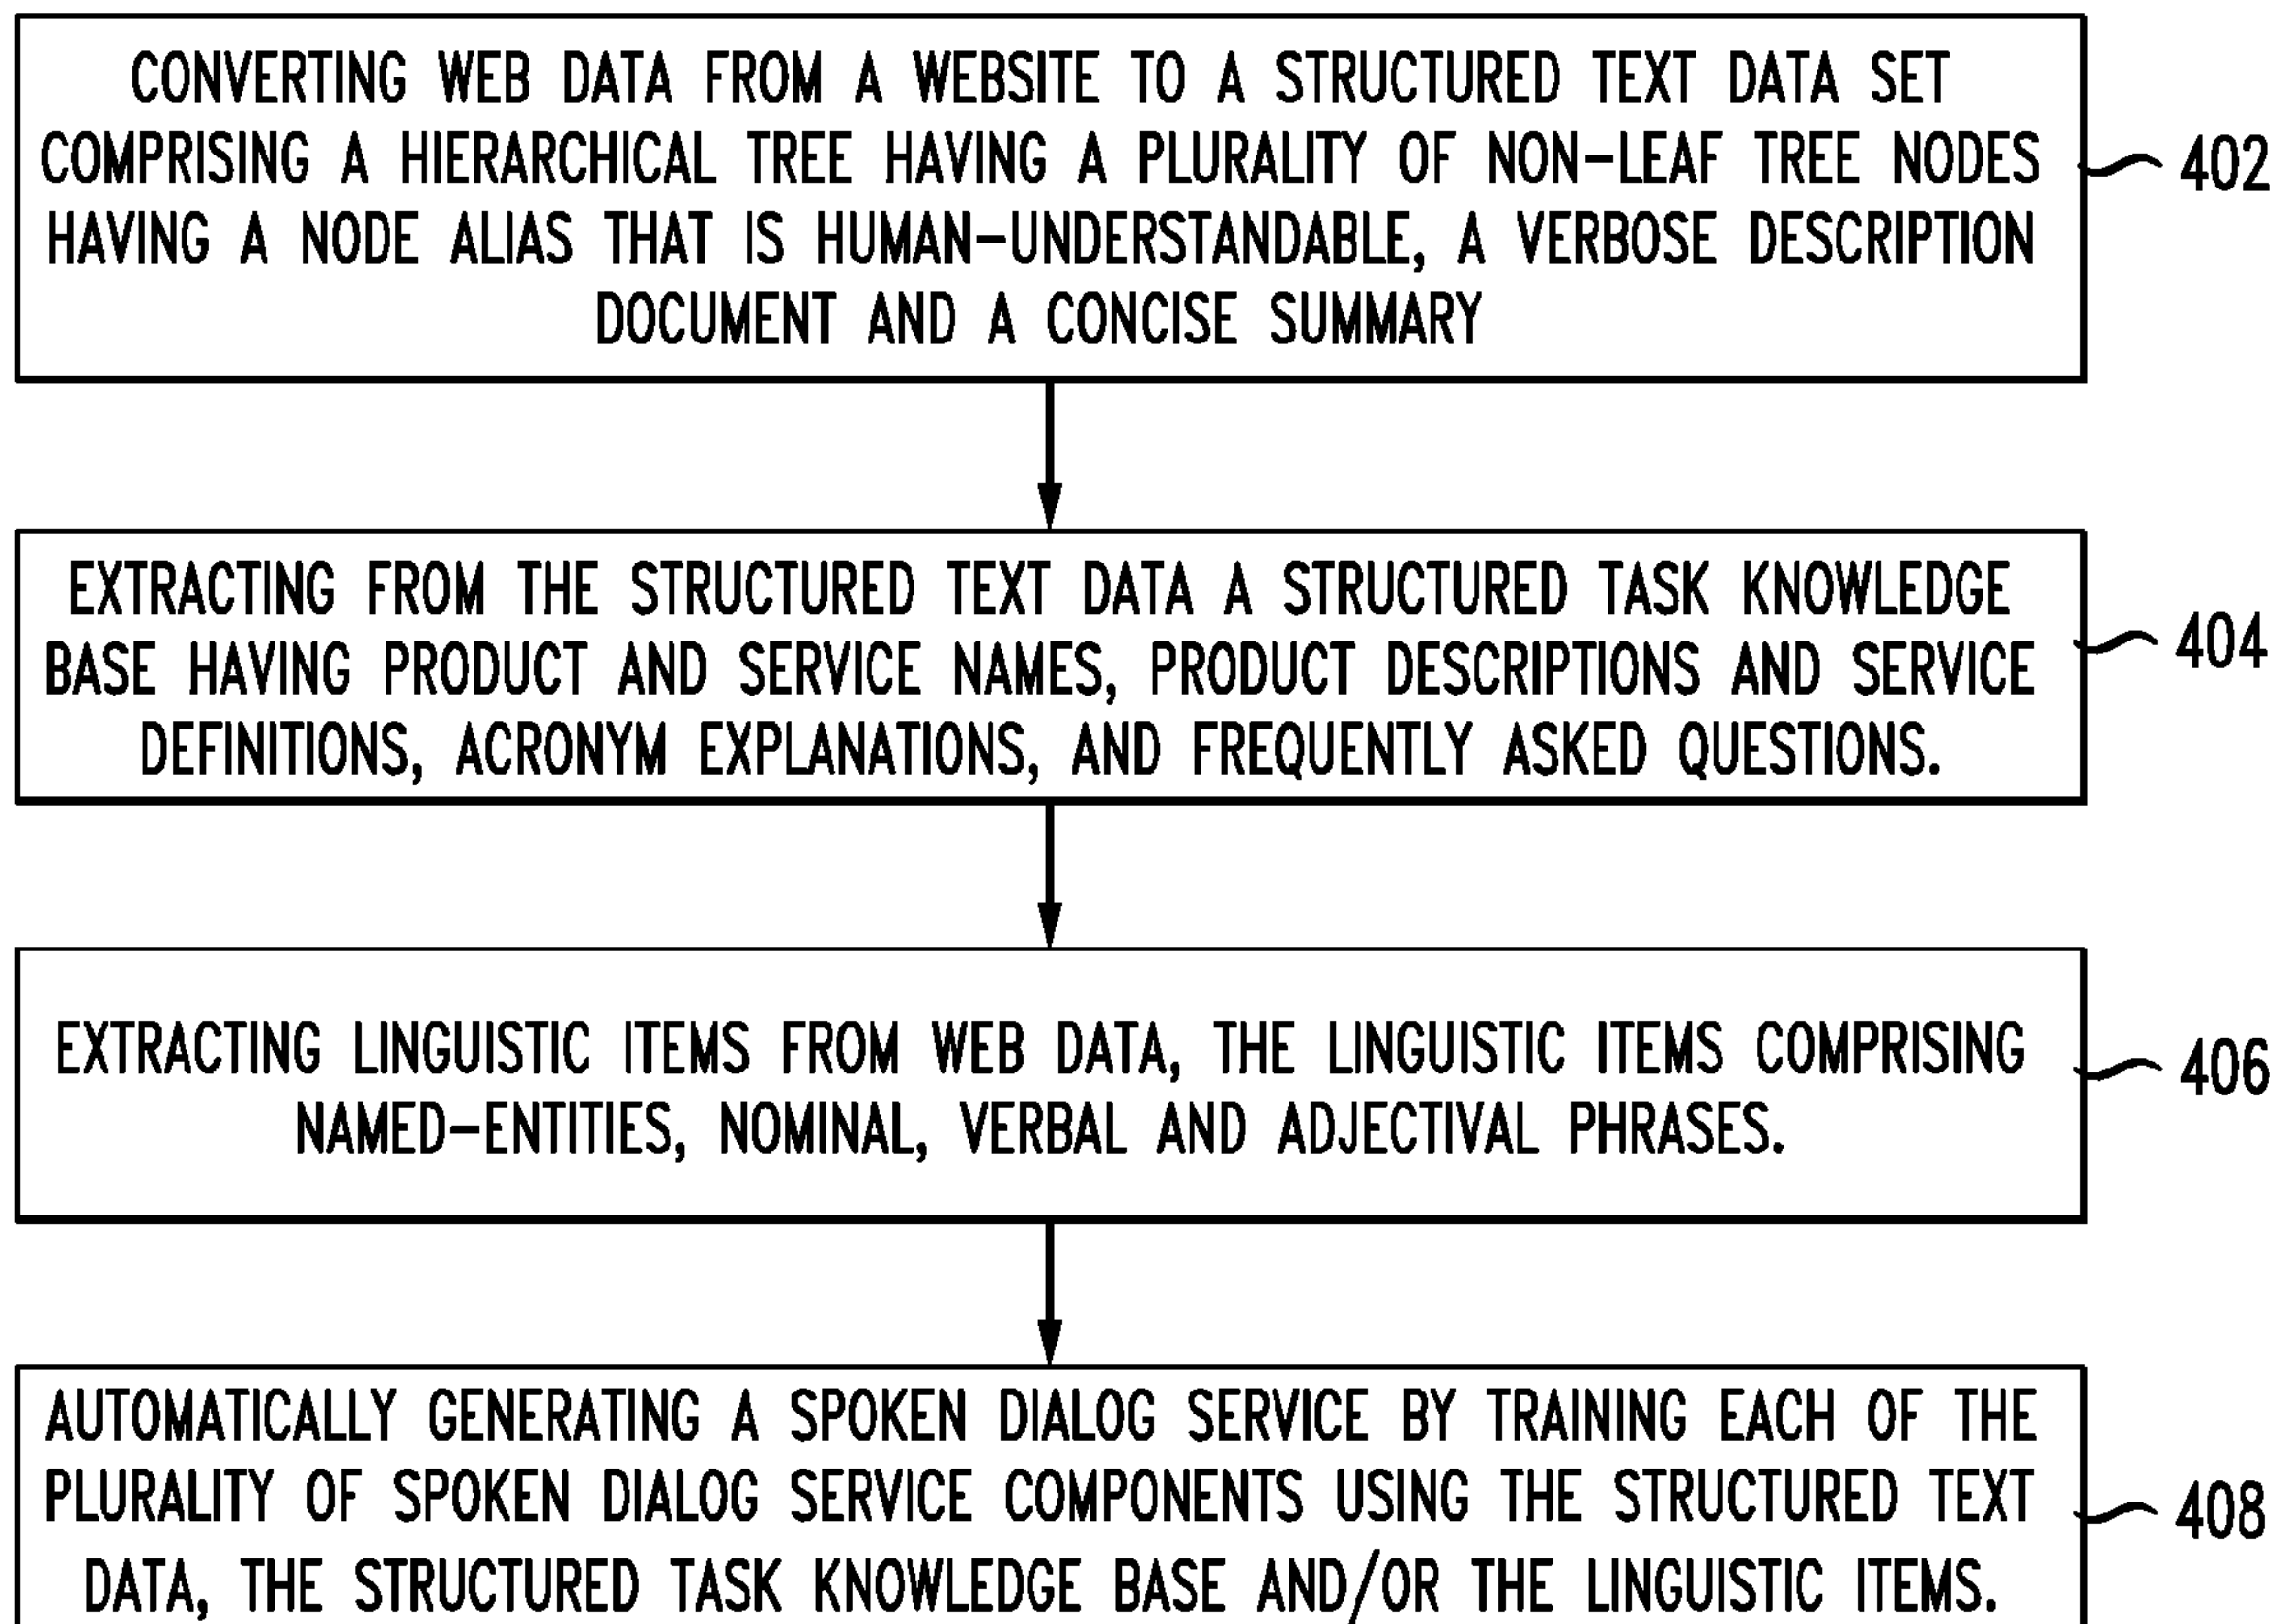 CONVERTING WEB DATA FROM A WEBSITE TO A STRUCTURED TEXT DATA SET
COMPRISING A HIERARCHICAL TREE HAVING A PLURALITY OF NON-LEAF TREE NODES
HAVING A NODE ALIAS THAT IS HUMAN-UNDERSTANDABLE, A VERBOSE DESCRIPTION
DOCUMENT AND A CONCISE SUMMARY
402
EXTRACTING FROM THE STRUCTURED TEXT DATA A STRUCTURED TASK KNOWLEDGE
BASE HAVING PRODUCT AND SERVICE NAMES, PRODUCT DESCRIPTIONS AND SERVICE
DEFINITIONS, ACRONYM EXPLANATIONS, AND FREQUENTLY ASKED QUESTIONS.
404
EXTRACTING LINGUISTIC ITEMS FROM WEB DATA, THE LINGUISTIC ITEMS COMPRISING
NAMED-ENTITIES, NOMINAL, VERBAL AND ADJECTIVAL PHRASES.
406
AUTOMATICALLY GENERATING A SPOKEN DIALOG SERVICE BY TRAINING EACH OF THE
PLURALITY OF SPOKEN DIALOG SERVICE COMPONENTS USING THE STRUCTURED TEXT
DATA, THE STRUCTURED TASK KNOWLEDGE BASE AND/OR THE LINGUISTIC ITEMS.
408